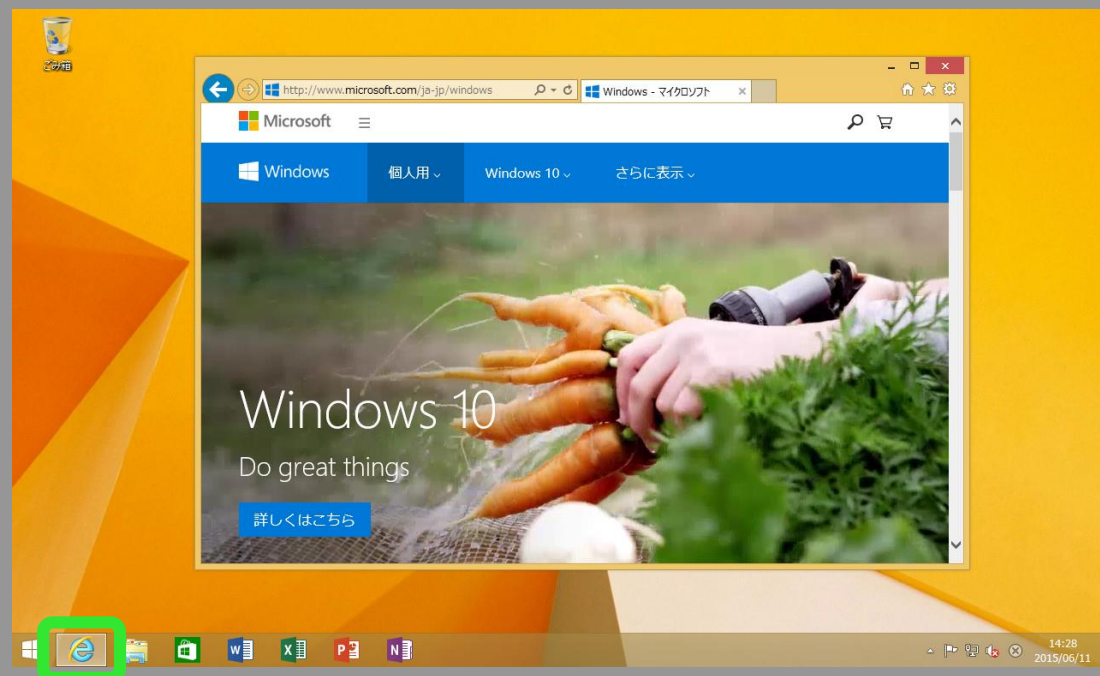 ごみ箱
http://www.microsoft.com/ja-jp/windows
Windows - マイクロソフト
Microsoft
Windows
個人用
Windows 10
さらに表示
Windows 10
Do great things
詳しくはこちら
14:28
2015/06/11